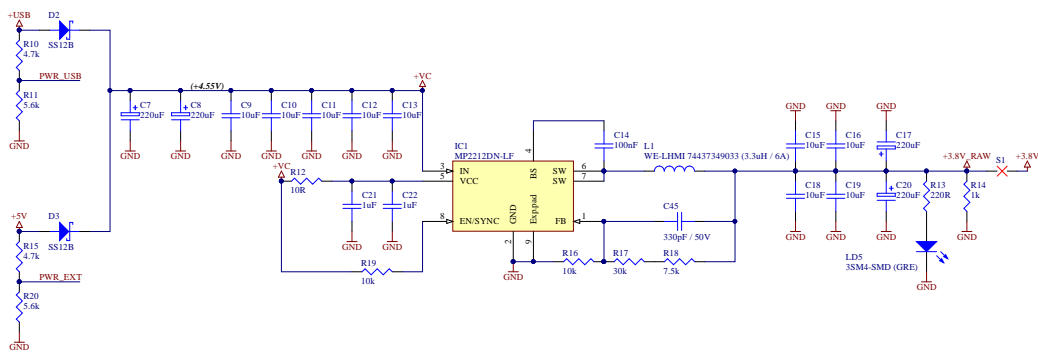 +USB
D2
SS12B
R10
4.7k
PWR_USB
R11
5.6k
GND
(+4.55V)
+VC
C7
220uF
C8
220uF
C9
10uF
C10
10uF
C11
10uF
C12
10uF
C13
10uF
GND
GND
GND
GND
GND
GND
GND
+5V
D3
SS12B
R15
4.7k
PWR_EXT
R20
5.6k
GND
+VC
R12
10R
C21
1uF
C22
1uF
GND
GND
R19
10k
IC1
MP2212DN-LF
3
IN
5
VCC
8
EN/SYNC
4
BS
SW
6
SW
7
FB
1
GND
Exp.pad
2
9
GND
C14
100nF
L1
WE-LHMI 74437349033 (3.3uH / 6A)
C45
330pF / 50V
R16
10k
R17
30k
R18
7.5k
GND
GND
GND
C15
10uF
C16
10uF
C17
220uF
C18
10uF
C19
10uF
C20
220uF
GND
GND
GND
R13
220R
R14
1k
GND
LD5
3SM4-SMD (GRE)
GND
+3.8V_RAW
S1
+3.8V